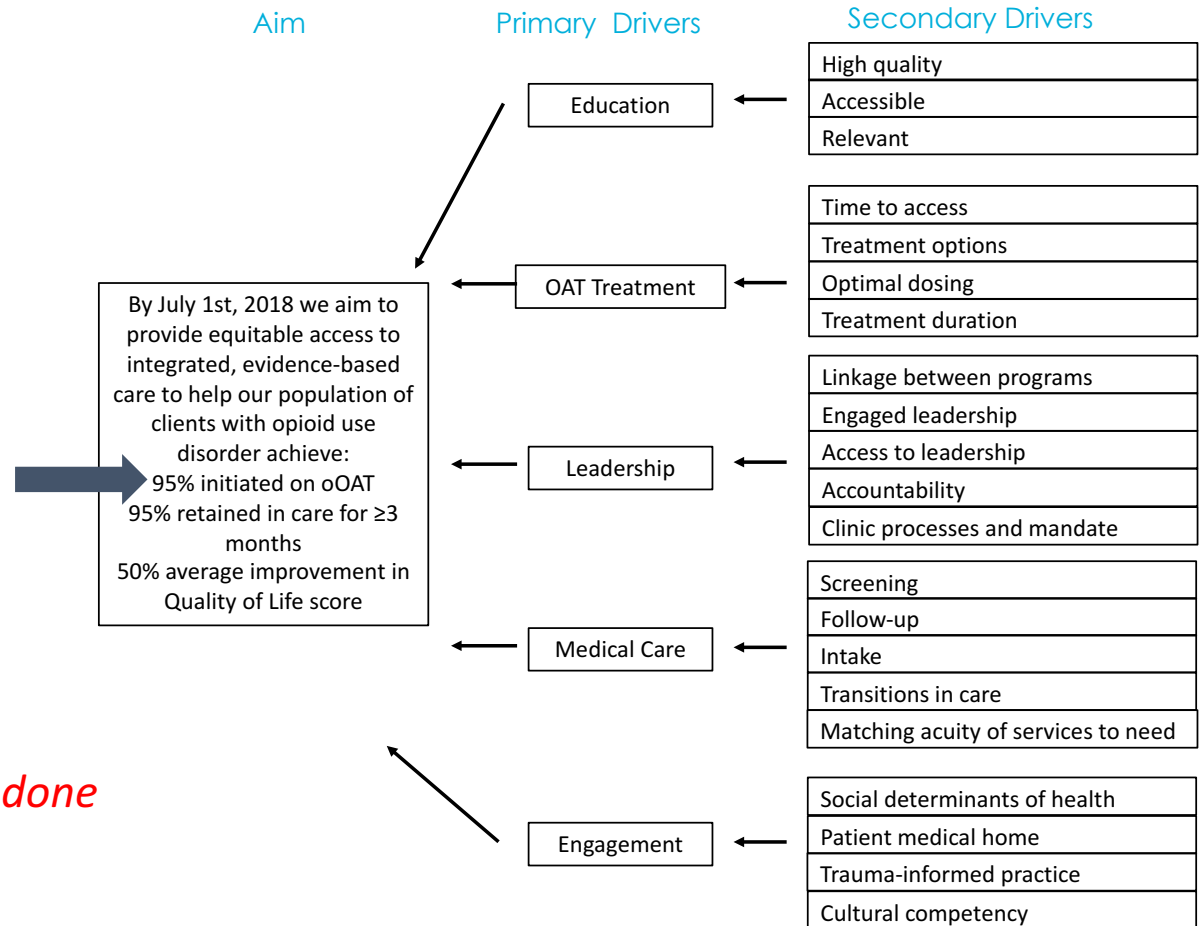 Aim
Primary Drivers
Secondary Drivers
By July 1st, 2018 we aim to
provide equitable access to
integrated, evidence-based
care to help our population of
clients with opioid use
disorder achieve:
95% initiated on oOAT
95% retained in care for ≥3
months
50% average improvement in
Quality of Life score
done
Education
High quality
Accessible
Relevant
OAT Treatment
Time to access
Treatment options
Optimal dosing
Treatment duration
Leadership
Linkage between programs
Engaged leadership
Access to leadership
Accountability
Clinic processes and mandate
Medical Care
Screening
Follow-up
Intake
Transitions in care
Matching acuity of services to need
Engagement
Social determinants of health
Patient medical home
Trauma-informed practice
Cultural competency